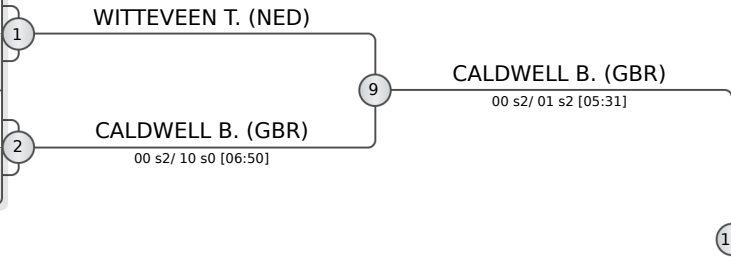 WITTEVEEN T. (NED)
1
CALDWELL B. (GBR)
9
00 s2/ 01 s2 [05:31]
CALDWELL B. (GBR)
2
00 s2/ 10 s0 [06:50]